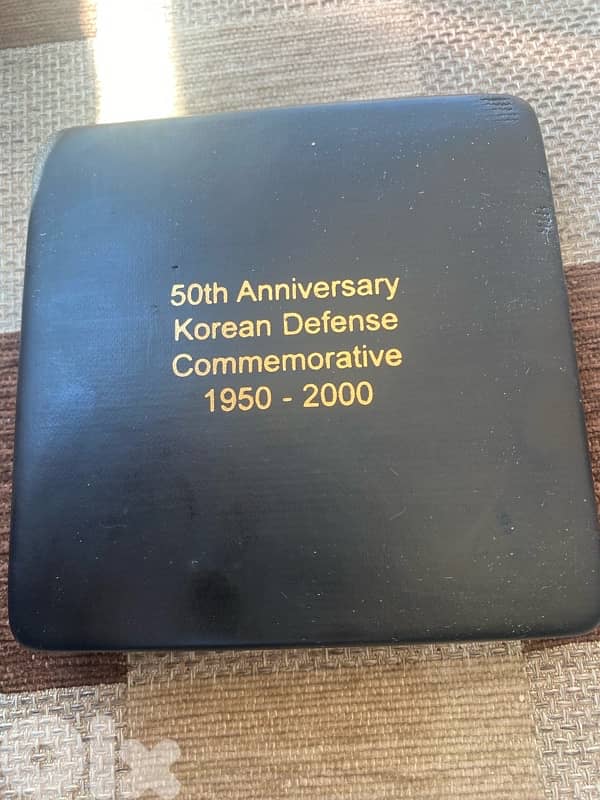 50th Anniversary
Korean Defense
Commemorative
1950 - 2000